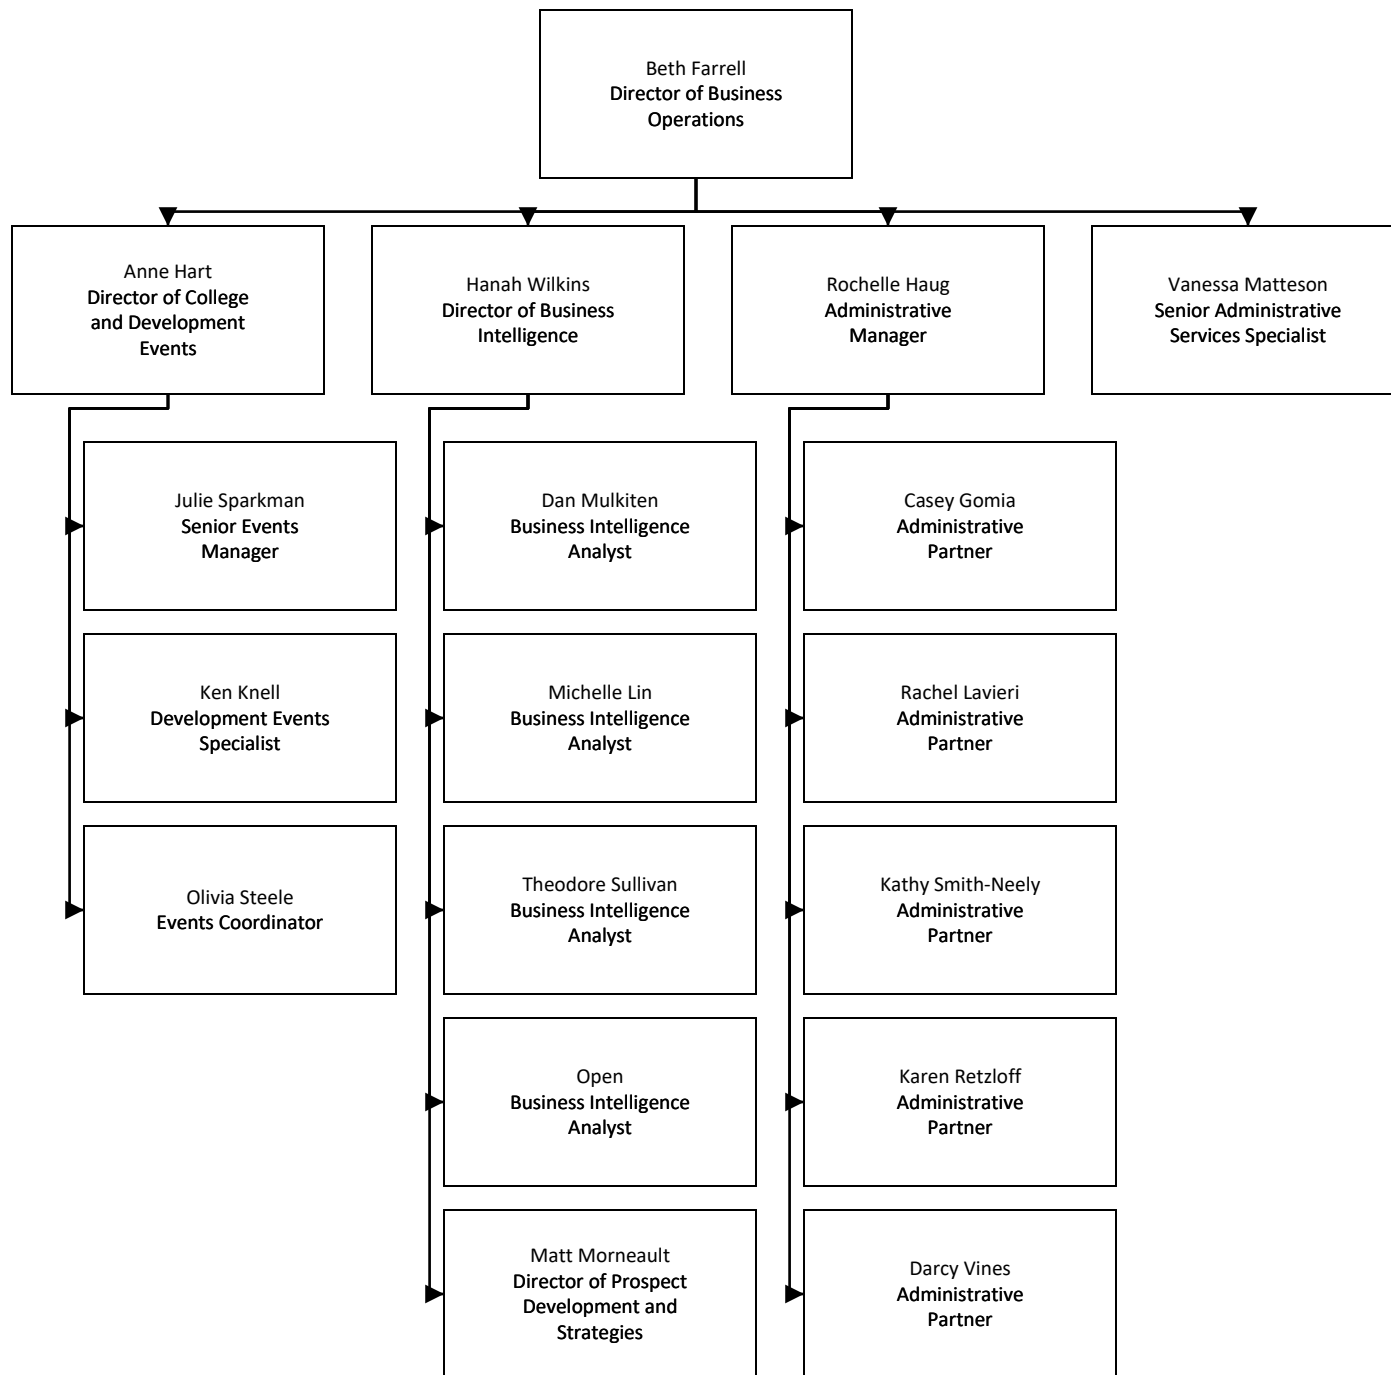 Beth Farrell
Director of Business
Operations
Anne Hart
Director of College
and Development
Events
Hanah Wilkins
Director of Business
Intelligence
Rochelle Haug
Administrative
Manager
Vanessa Matteson
Senior Administrative
Services Specialist
Julie Sparkman
Senior Events
Manager
Ken Knell
Development Events
Specialist
Olivia Steele
Events Coordinator
Dan Mulkiten
Business Intelligence
Analyst
Michelle Lin
Business Intelligence
Analyst
Theodore Sullivan
Business Intelligence
Analyst
Open
Business Intelligence
Analyst
Matt Morneault
Director of Prospect
Development and
Strategies
Casey Gomia
Administrative
Partner
Rachel Lavieri
Administrative
Partner
Kathy Smith-Neely
Administrative
Partner
Karen Retzloff
Administrative
Partner
Darcy Vines
Administrative
Partner